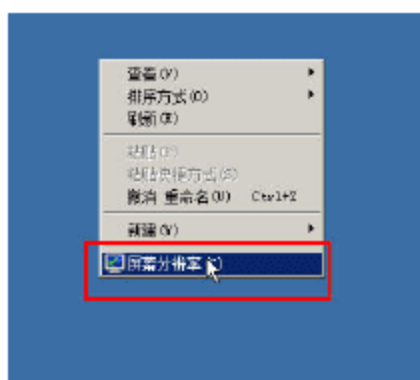 查看(V)
排序方式(O)
刷新(E)
粘贴(P)
粘贴快捷方式(S)
撤消 重命名(U) Ctrl+Z
新建(W)
屏幕分辨率